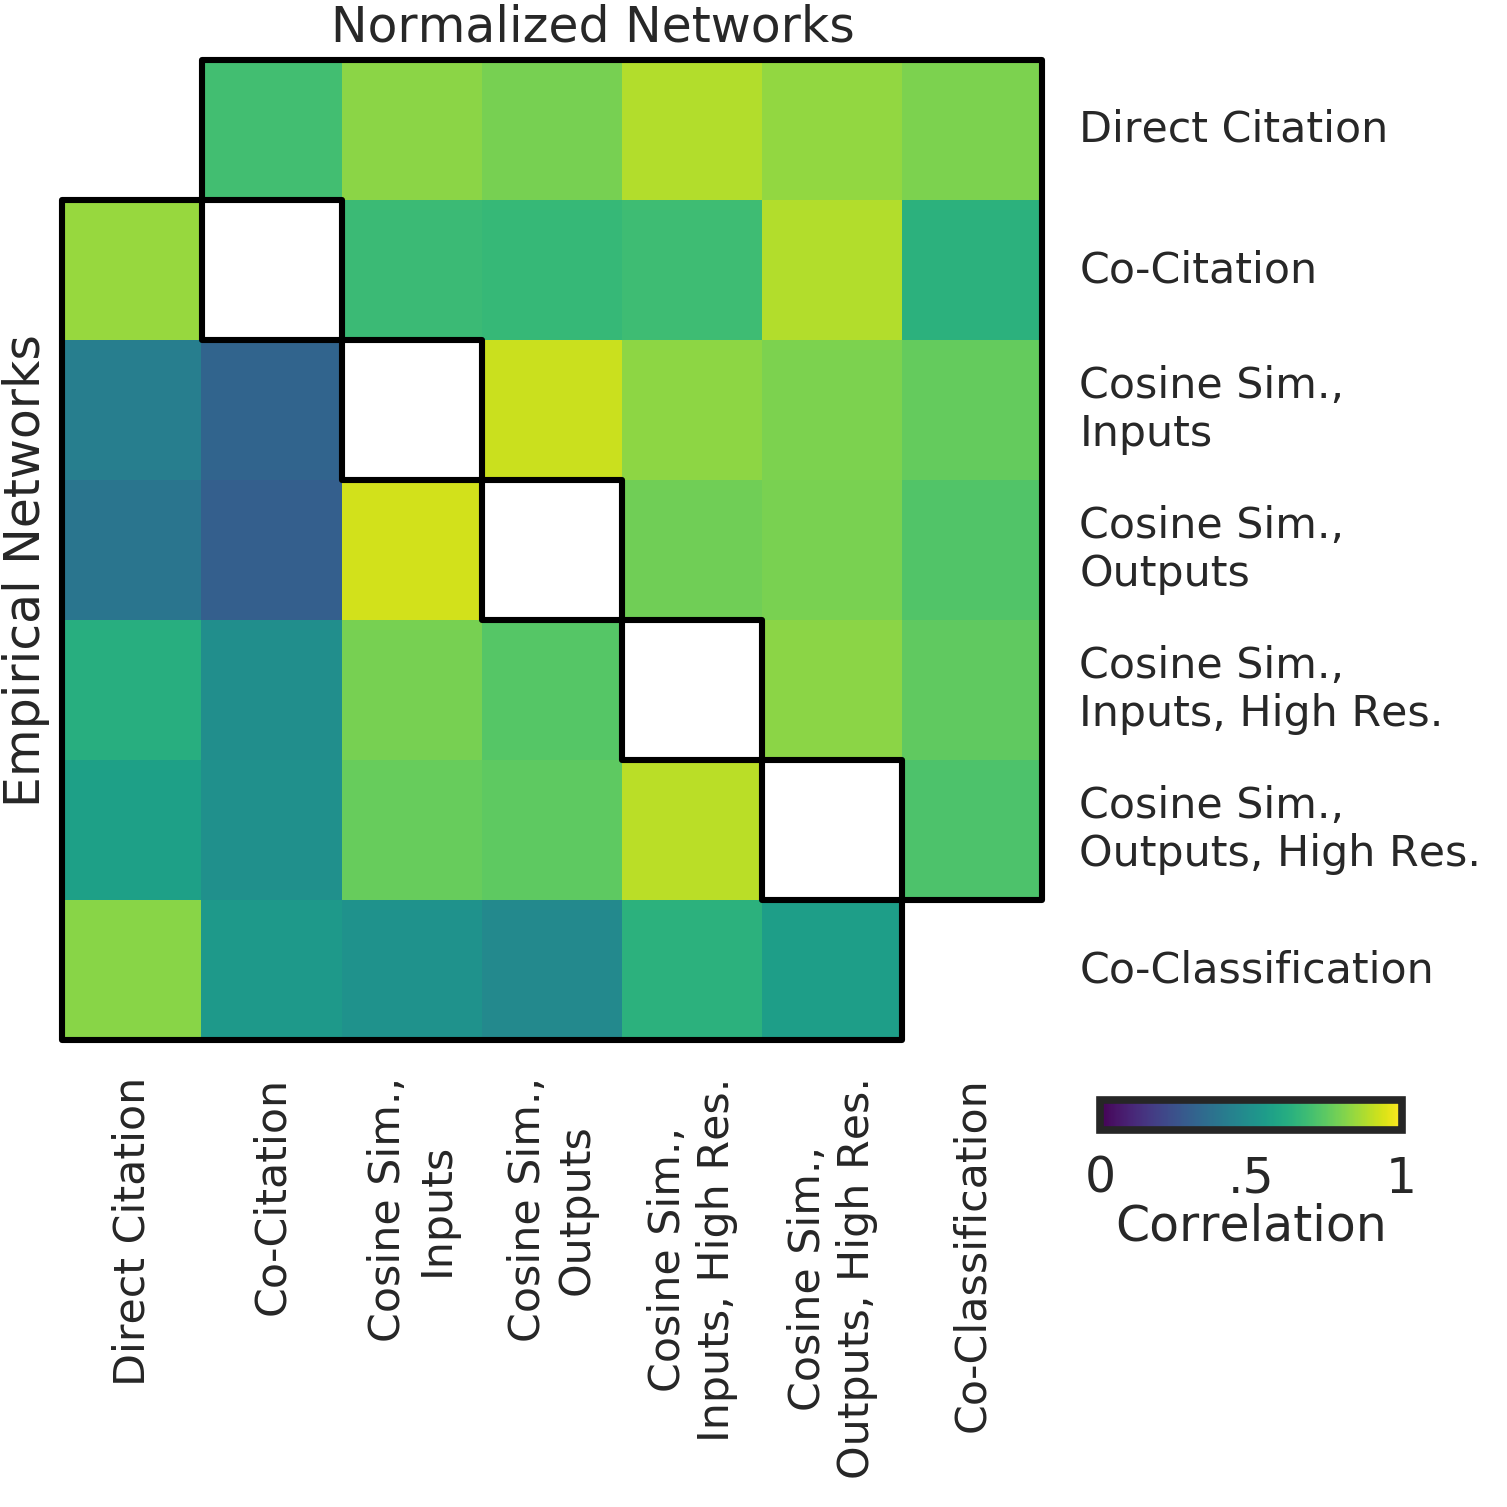 Normalized Networks
Direct Citation
Co-Citation
Cosine Sim.,
Inputs
Cosine Sim.,
Outputs
Cosine Sim.,
Inputs, High Res.
Cosine Sim.,
Outputs, High Res.
Co-Classification
Empirical Networks
Direct Citation
Co-Citation
Cosine Sim.,
Inputs
Cosine Sim.,
Outputs
Cosine Sim.,
Inputs, High Res.
Cosine Sim.,
Outputs, High Res.
Co-Classification
0 .5 1
Correlation